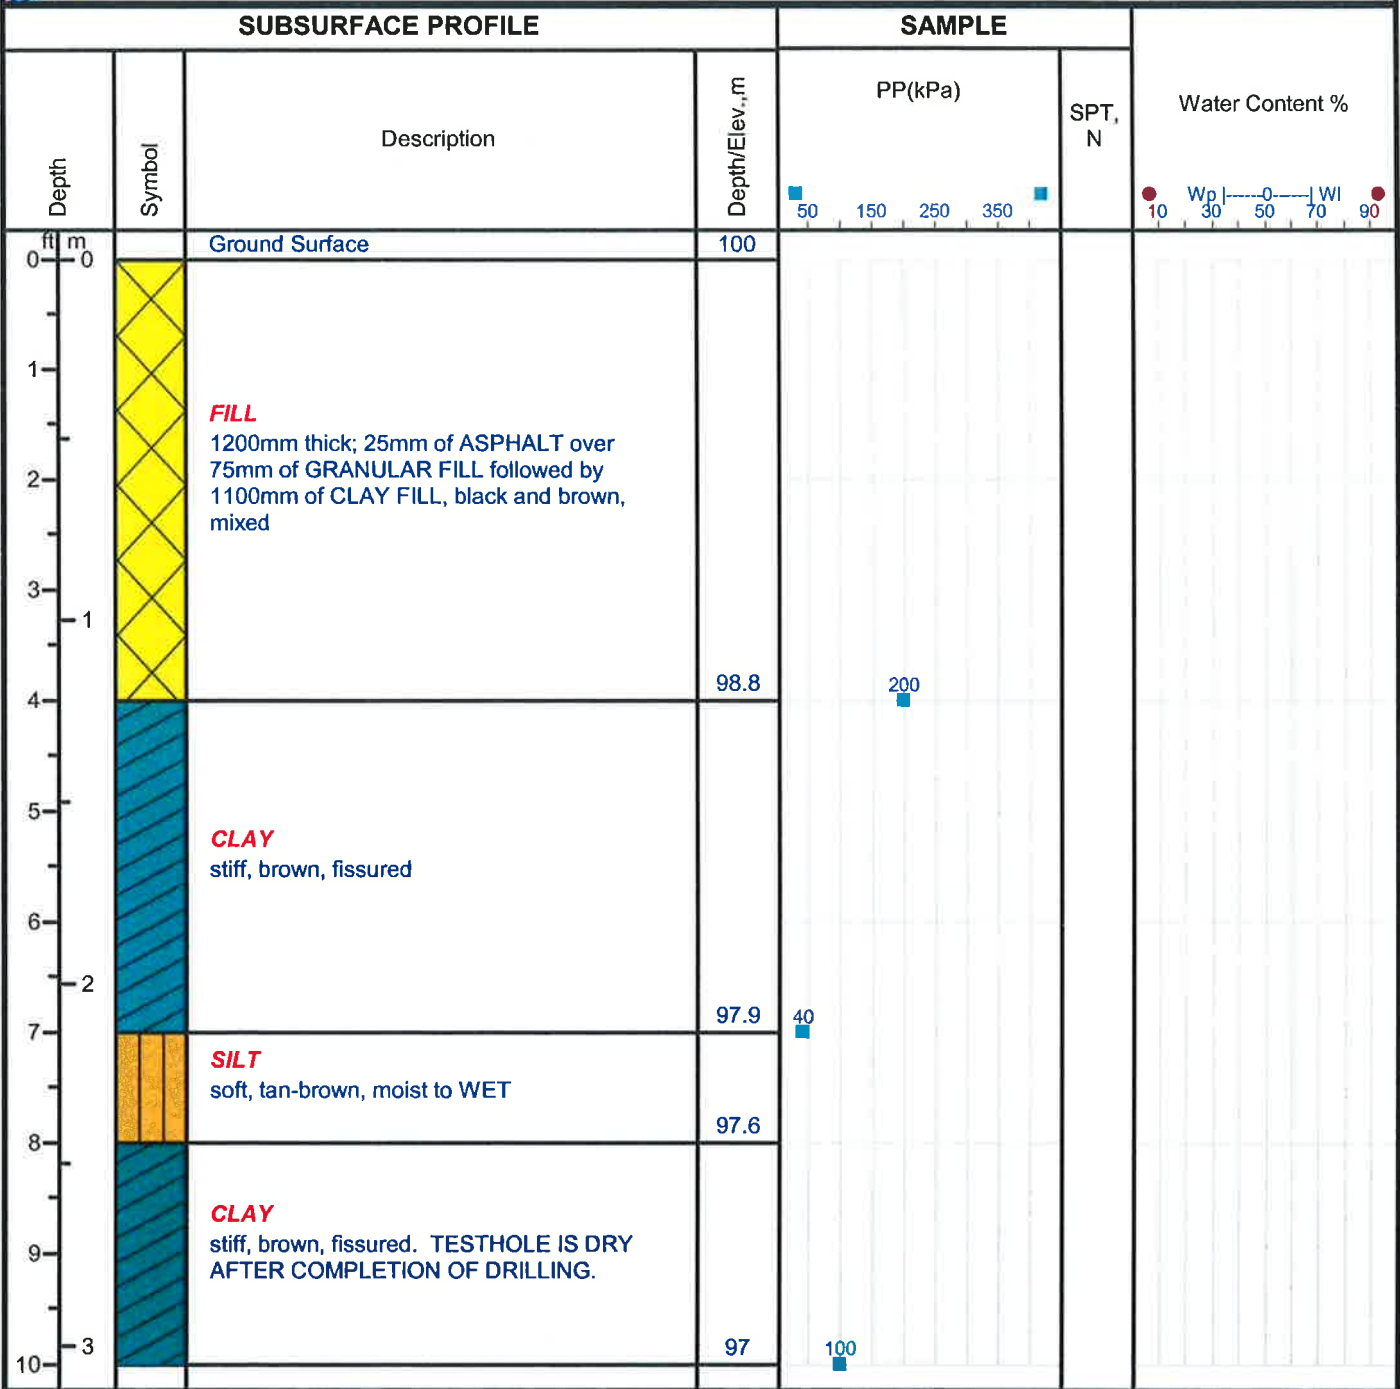 SUBSURFACE PROFILE
SAMPLE
Depth
Symbol
Description
Depth/Elev.,m
PP(kPa)
50 150 250 350
SPT,
N
Water Content %
Wp |------0------| Wl
10 30 50 70 90
ft m
Ground Surface
100
0 0
1
2
3
1
4
5
6
2
7
8
9
3
10
FILL
1200mm thick; 25mm of ASPHALT over
75mm of GRANULAR FILL followed by
1100mm of CLAY FILL, black and brown,
mixed
98.8
200
CLAY
stiff, brown, fissured
97.9
40
SILT
soft, tan-brown, moist to WET
97.6
CLAY
stiff, brown, fissured. TESTHOLE IS DRY
AFTER COMPLETION OF DRILLING.
97
100